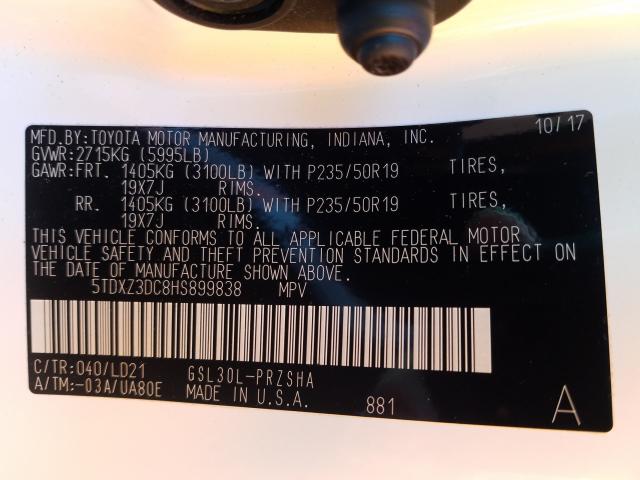 MFD.BY:TOYOTA MOTOR MANUFACTURING, INDIANA, INC. 10/17
GVWR:2715KG (5995LB)
GAWR:FRT. 1405KG (3100LB) WITH P235/50R19 TIRES,
19X7J RIMS.
RR. 1405KG (3100LB) WITH P235/50R19 TIRES,
19X7J RIMS.
THIS VEHICLE CONFORMS TO ALL APPLICABLE FEDERAL MOTOR
VEHICLE SAFETY AND THEFT PREVENTION STANDARDS IN EFFECT ON
THE DATE OF MANUFACTURE SHOWN ABOVE.
5TDXZ3DC8HS899838 MPV
C/TR:040/LD21 GSL30L-PRZSHA
A/TM:-03A/UA80E MADE IN U.S.A. 881 A